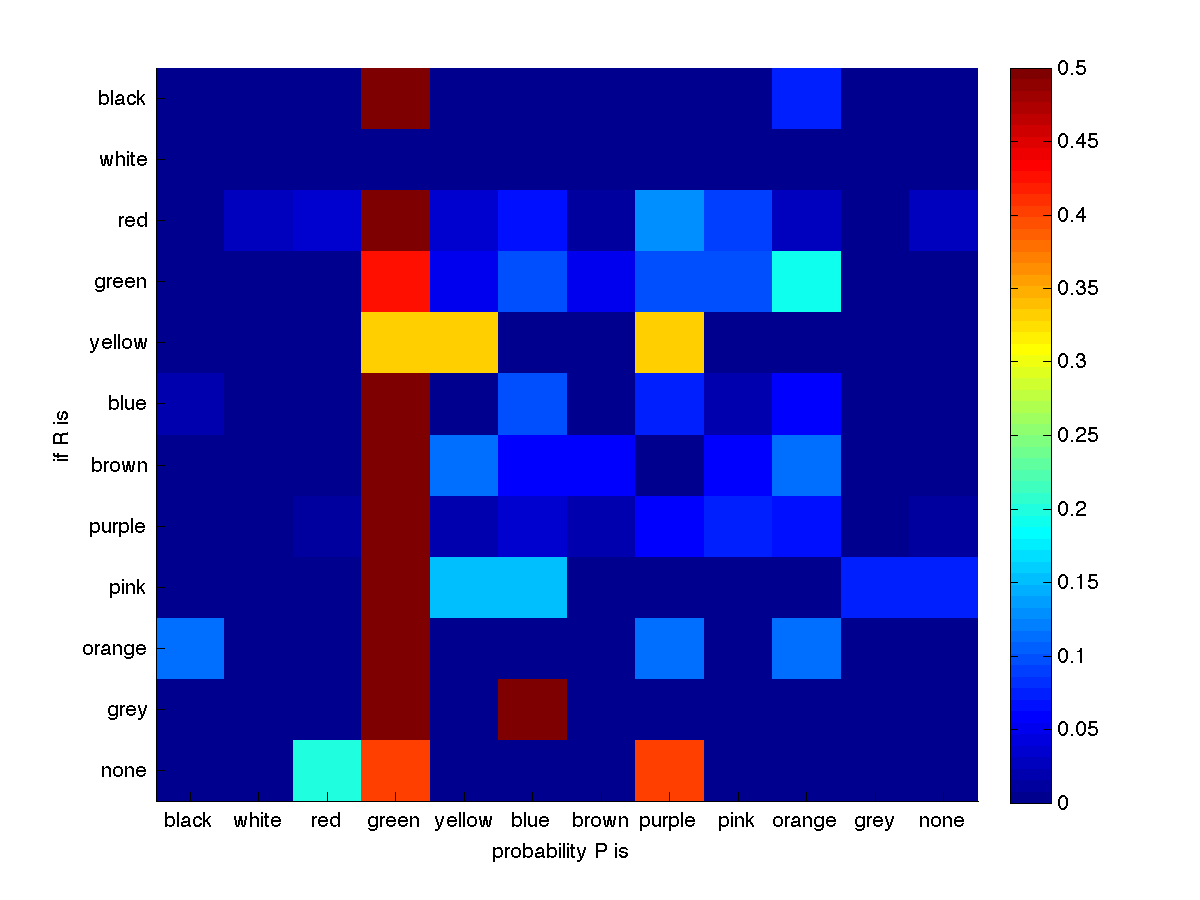 black
white
red
green
yellow
blue
brown
purple
pink
orange
grey
none
if R is
black white red green yellow blue brown purple pink orange grey none
probability P is
0.5
0.45
0.4
0.35
0.3
0.25
0.2
0.15
0.1
0.05
0